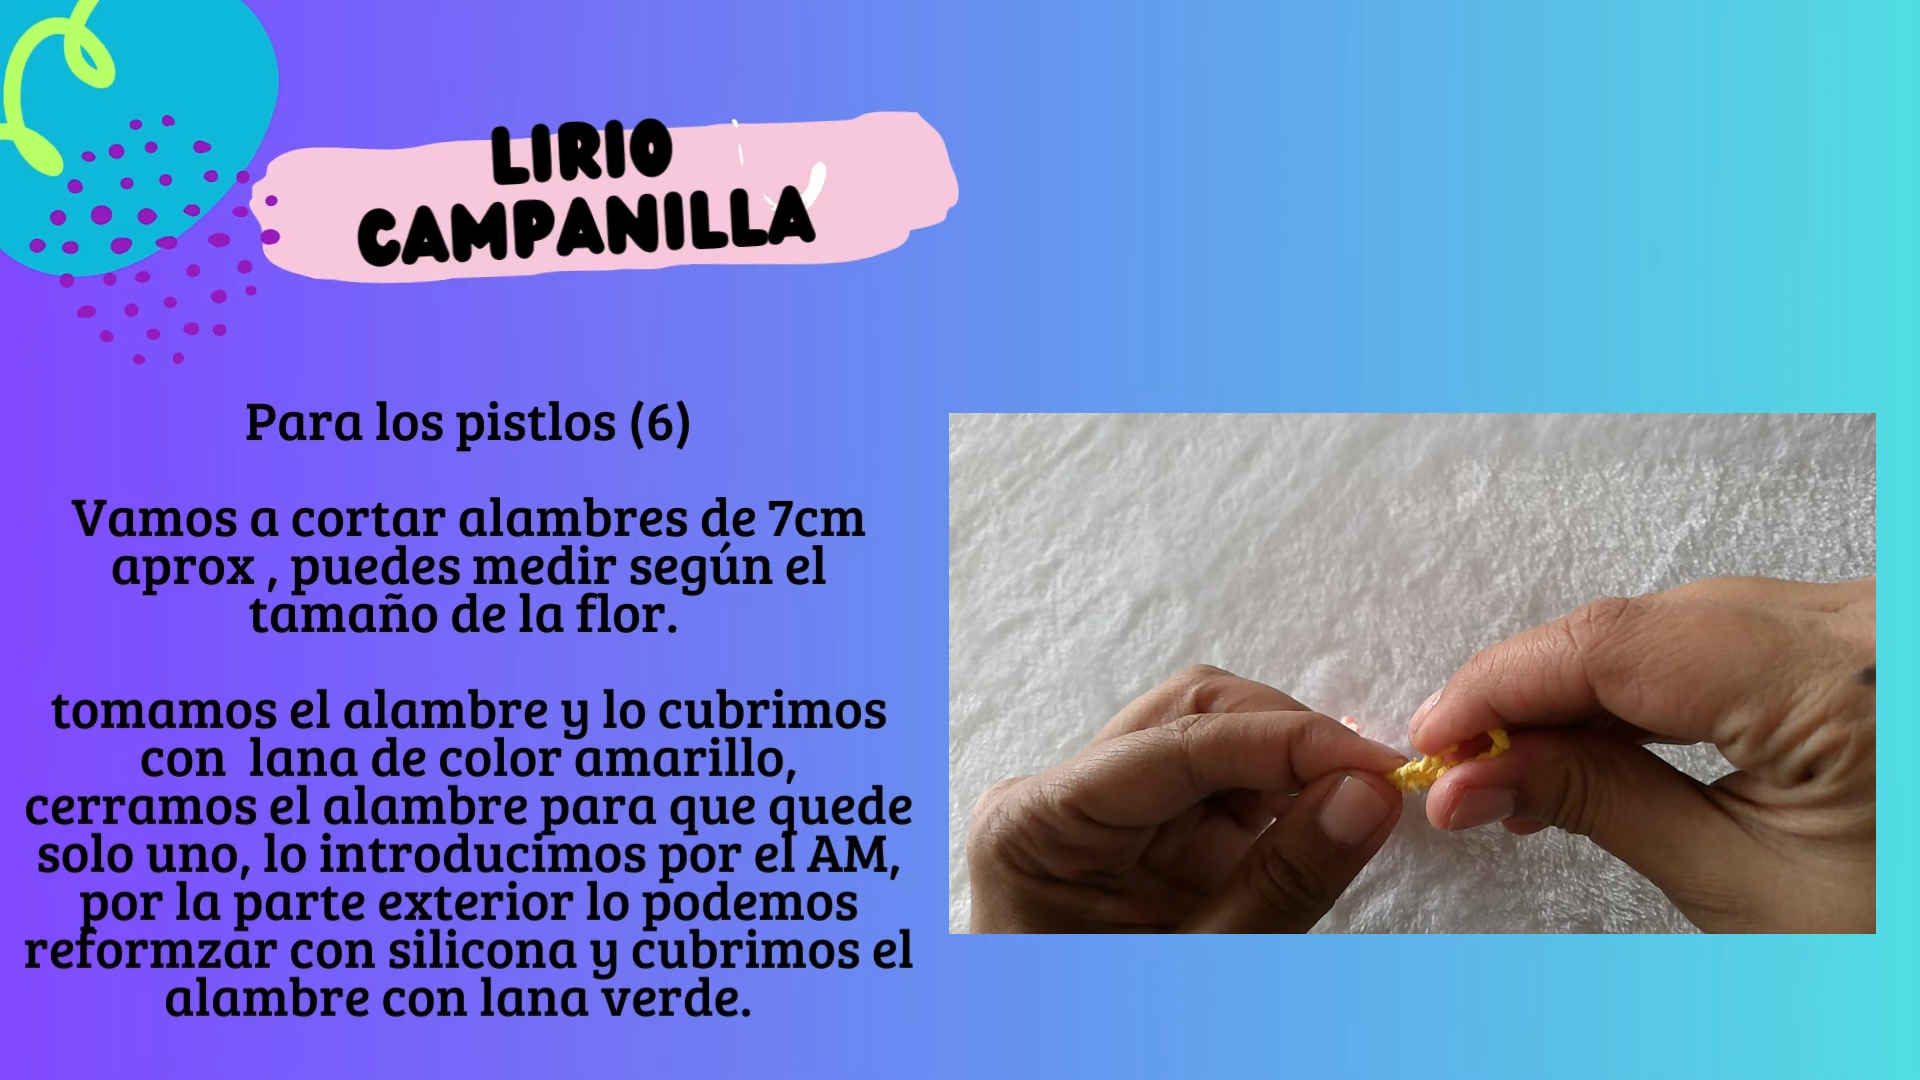 LIRIO
CAMPANILLA
Para los pistlos (6)
Vamos a cortar alambres de 7cm
aprox , puedes medir según el
tamaño de la flor.
tomamos el alambre y lo cubrimos
con  lana de color amarillo,
cerramos el alambre para que quede
solo uno, lo introducimos por el AM,
por la parte exterior lo podemos
reformzar con silicona y cubrimos el
alambre con lana verde.